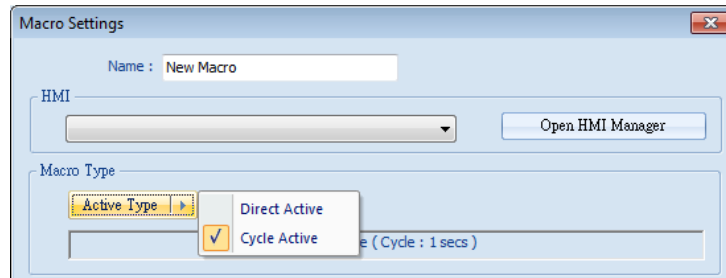 Macro Settings
Name : New Macro
HMI
Open HMI Manager
Macro Type
Active Type
Direct Active
Cycle Active
( Cycle : 1 secs )